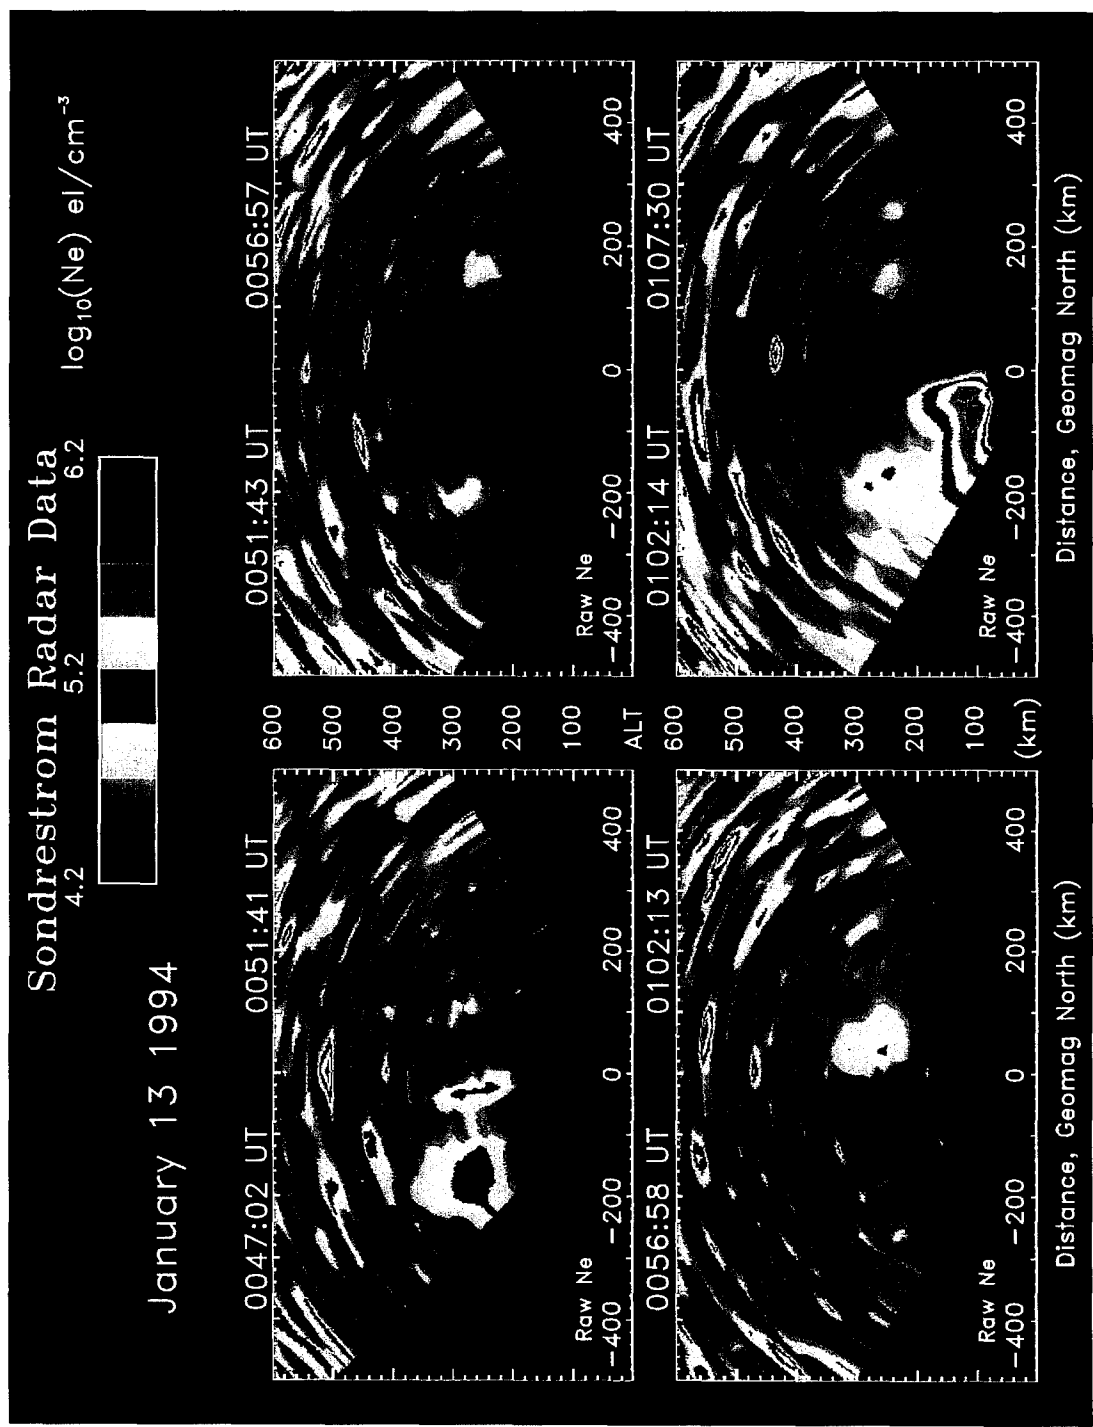 Sondrestrom Radar Data
January 13 1994
4.2 5.2 6.2 log₁₀(Ne) el/cm⁻³
0047:02 UT 0051:41 UT
Raw Ne
−400 −200 0 200 400
600
500
400
300
200
100
ALT
0051:43 UT 0056:57 UT
Raw Ne
−400 −200 0 200 400
0056:58 UT 0102:13 UT
Raw Ne
−400 −200 0 200 400
Distance, Geomag North (km)
600
500
400
300
200
100
(km)
0102:14 UT 0107:30 UT
Raw Ne
−400 −200 0 200 400
Distance, Geomag North (km)